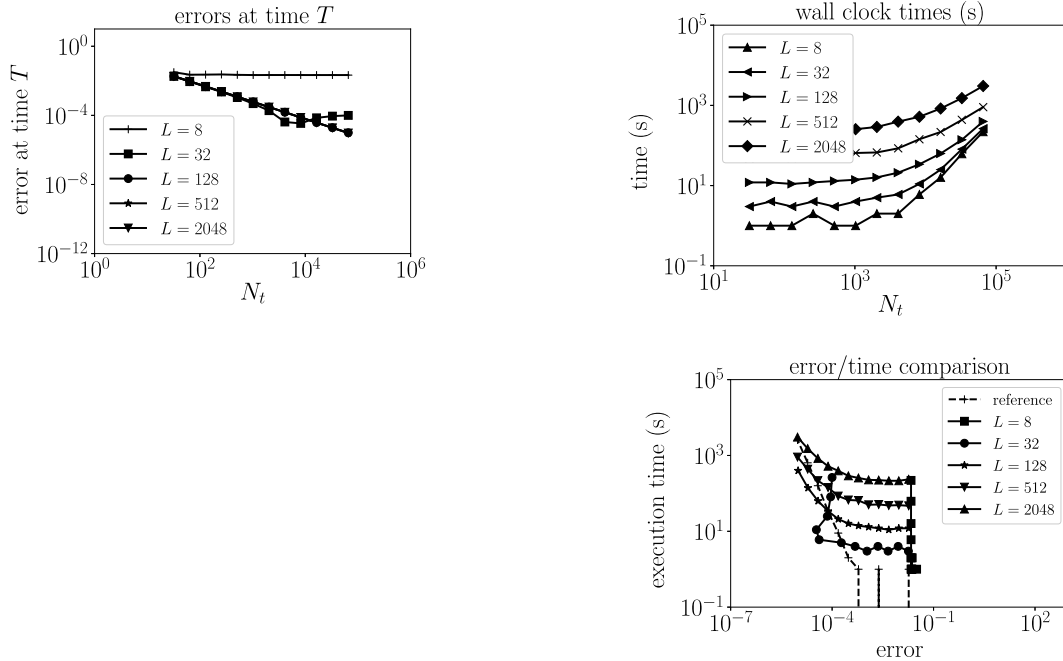 errors at time T
10^0
10^-4
10^-8
10^-12
error at time T
L = 8
L = 32
L = 128
L = 512
L = 2048
10^0
10^2
10^4
10^6
N_t
wall clock times (s)
10^5
10^3
10^1
10^-1
time (s)
L = 8
L = 32
L = 128
L = 512
L = 2048
10^1
10^3
10^5
N_t
error/time comparison
10^5
10^3
10^1
10^-1
execution time (s)
reference
L = 8
L = 32
L = 128
L = 512
L = 2048
10^-7
10^-4
10^-1
10^2
error